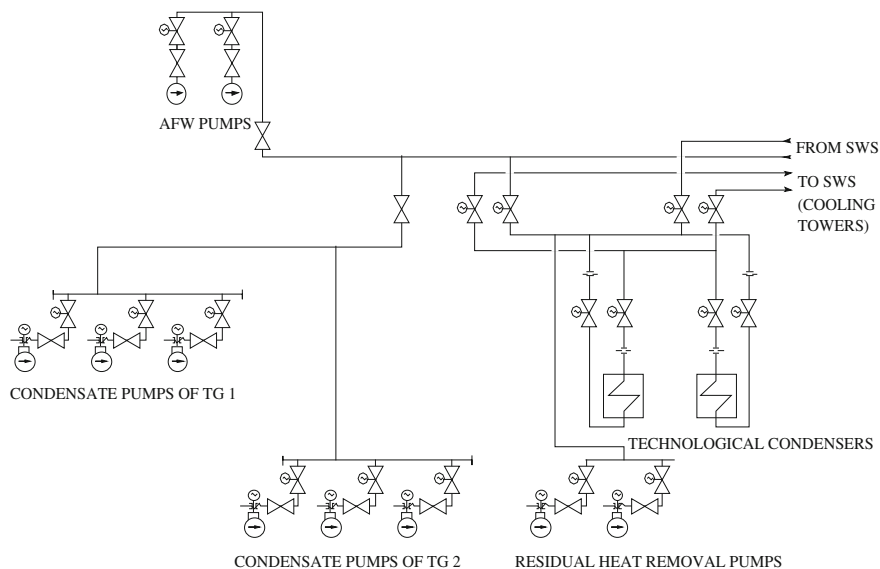 AFW PUMPS
FROM SWS
TO SWS
(COOLING
TOWERS)
CONDENSATE PUMPS OF TG 1
TECHNOLOGICAL CONDENSERS
CONDENSATE PUMPS OF TG 2
RESIDUAL HEAT REMOVAL PUMPS